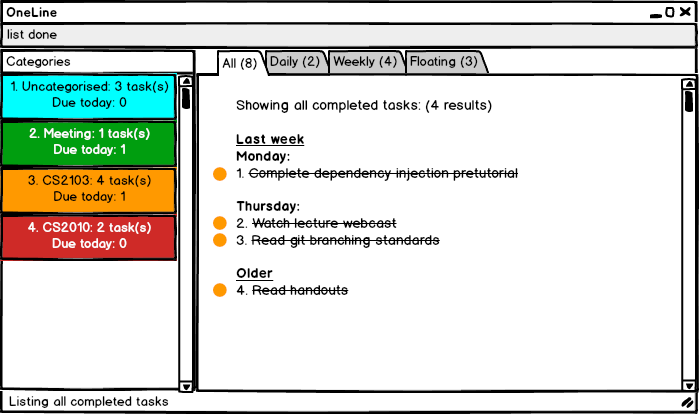 OneLine
list done
Categories
1. Uncategorised: 3 task(s)
Due today: 0
2. Meeting: 1 task(s)
Due today: 1
3. CS2103: 4 task(s)
Due today: 1
4. CS2010: 2 task(s)
Due today: 0
All (8)
Daily (2)
Weekly (4)
Floating (3)
Showing all completed tasks: (4 results)
Last week
Monday:
1. Complete dependency injection pretutorial
Thursday:
2. Watch lecture webcast
3. Read git branching standards
Older
4. Read handouts
Listing all completed tasks